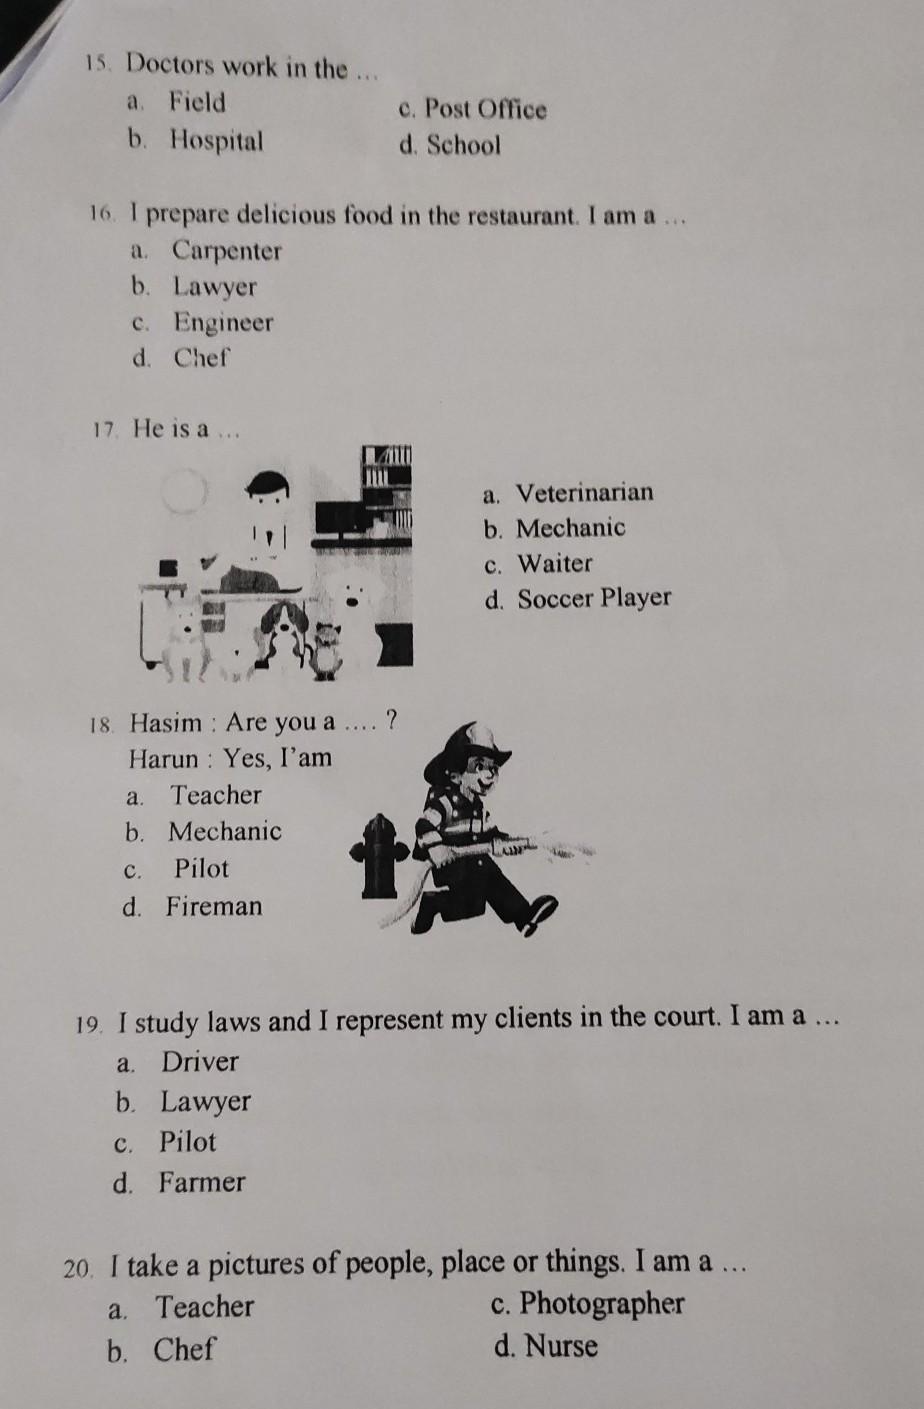 15. Doctors work in the ...
a. Field
c. Post Office
b. Hospital
d. School
16. I prepare delicious food in the restaurant. I am a ...
a. Carpenter
b. Lawyer
c. Engineer
d. Chef
17. He is a ...
a. Veterinarian
b. Mechanic
c. Waiter
d. Soccer Player
18. Hasim : Are you a .... ?
Harun : Yes, I'am
a. Teacher
b. Mechanic
c. Pilot
d. Fireman
19. I study laws and I represent my clients in the court. I am a ...
a. Driver
b. Lawyer
c. Pilot
d. Farmer
20. I take a pictures of people, place or things. I am a ...
a. Teacher
c. Photographer
b. Chef
d. Nurse